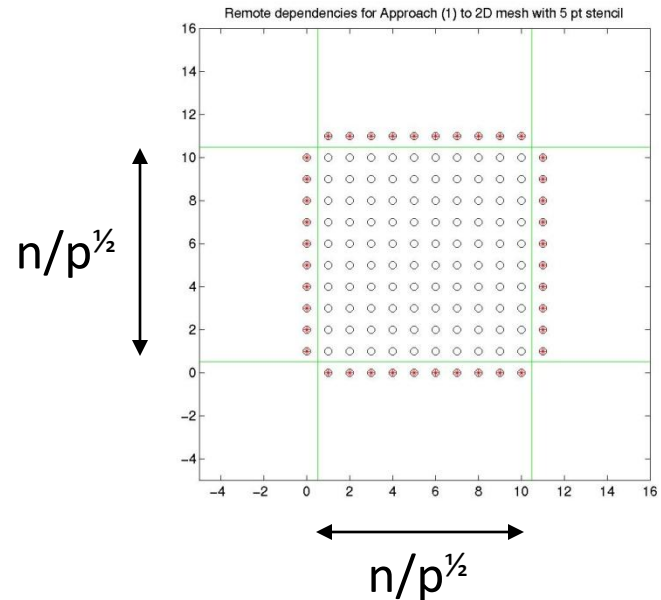 Remote dependencies for Approach (1) to 2D mesh with 5 pt stencil
16
14
12
10
8
6
4
2
0
−2
−4
−4 −2 0 2 4 6 8 10 12 14 16
n/p½
n/p½